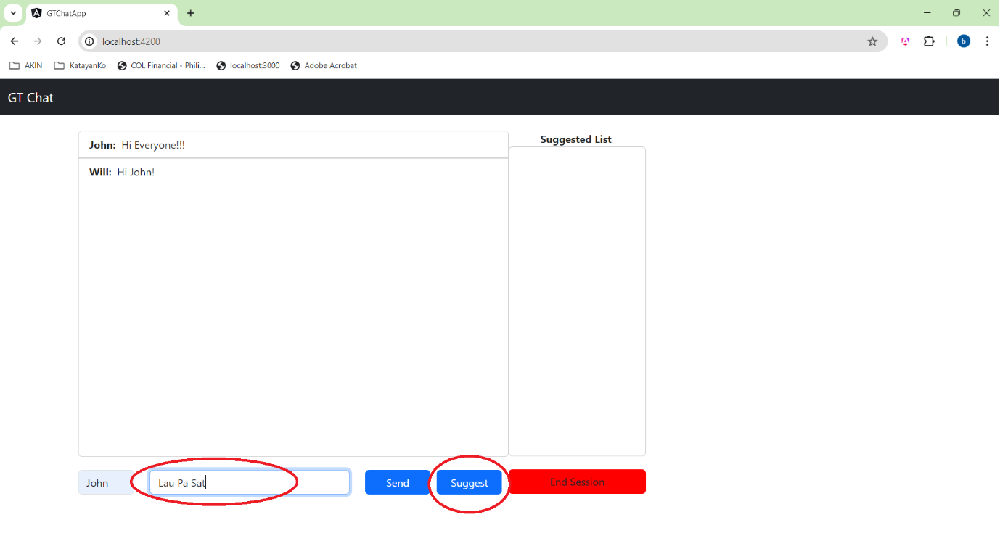 GTChatApp
localhost:4200
AKIN KatayanKo COL Financial - Phili... localhost:3000 Adobe Acrobat
b
GT Chat
Suggested List
John: Hi Everyone!!!
Will: Hi John!
John Lau Pa Sat Send Suggest End Session